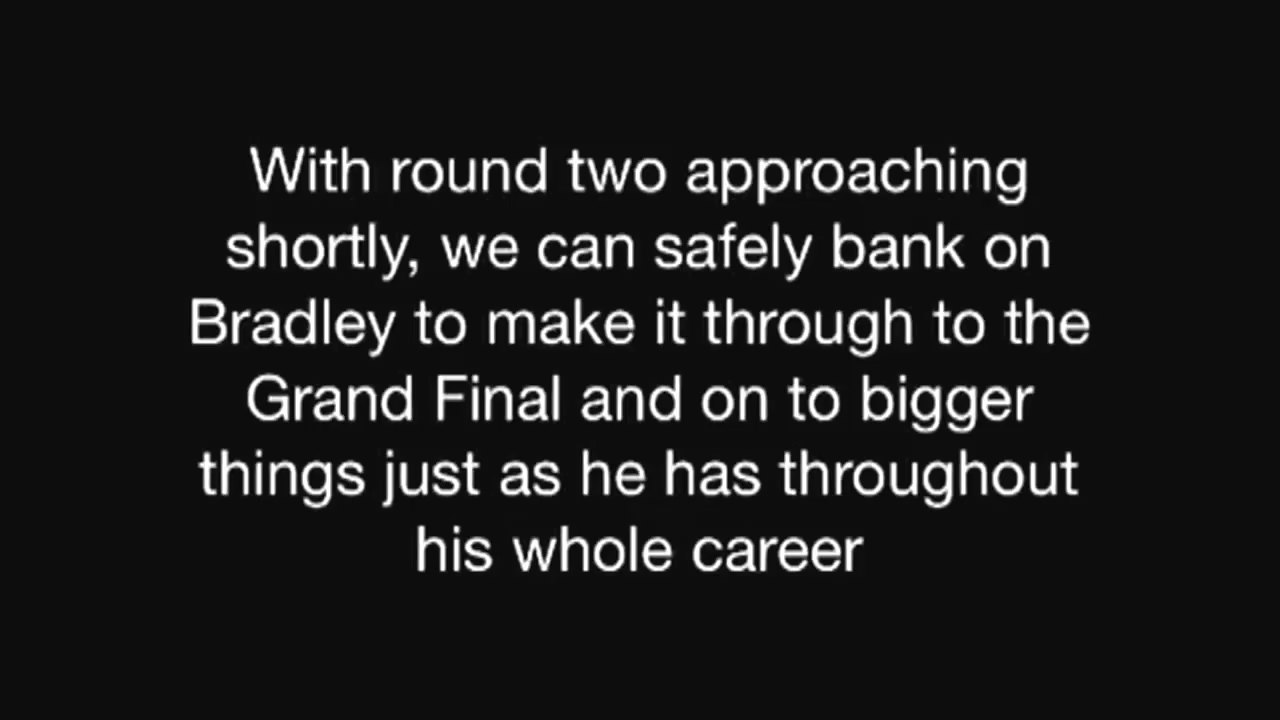 With round two approaching
shortly, we can safely bank on
Bradley to make it through to the
Grand Final and on to bigger
things just as he has throughout
his whole career